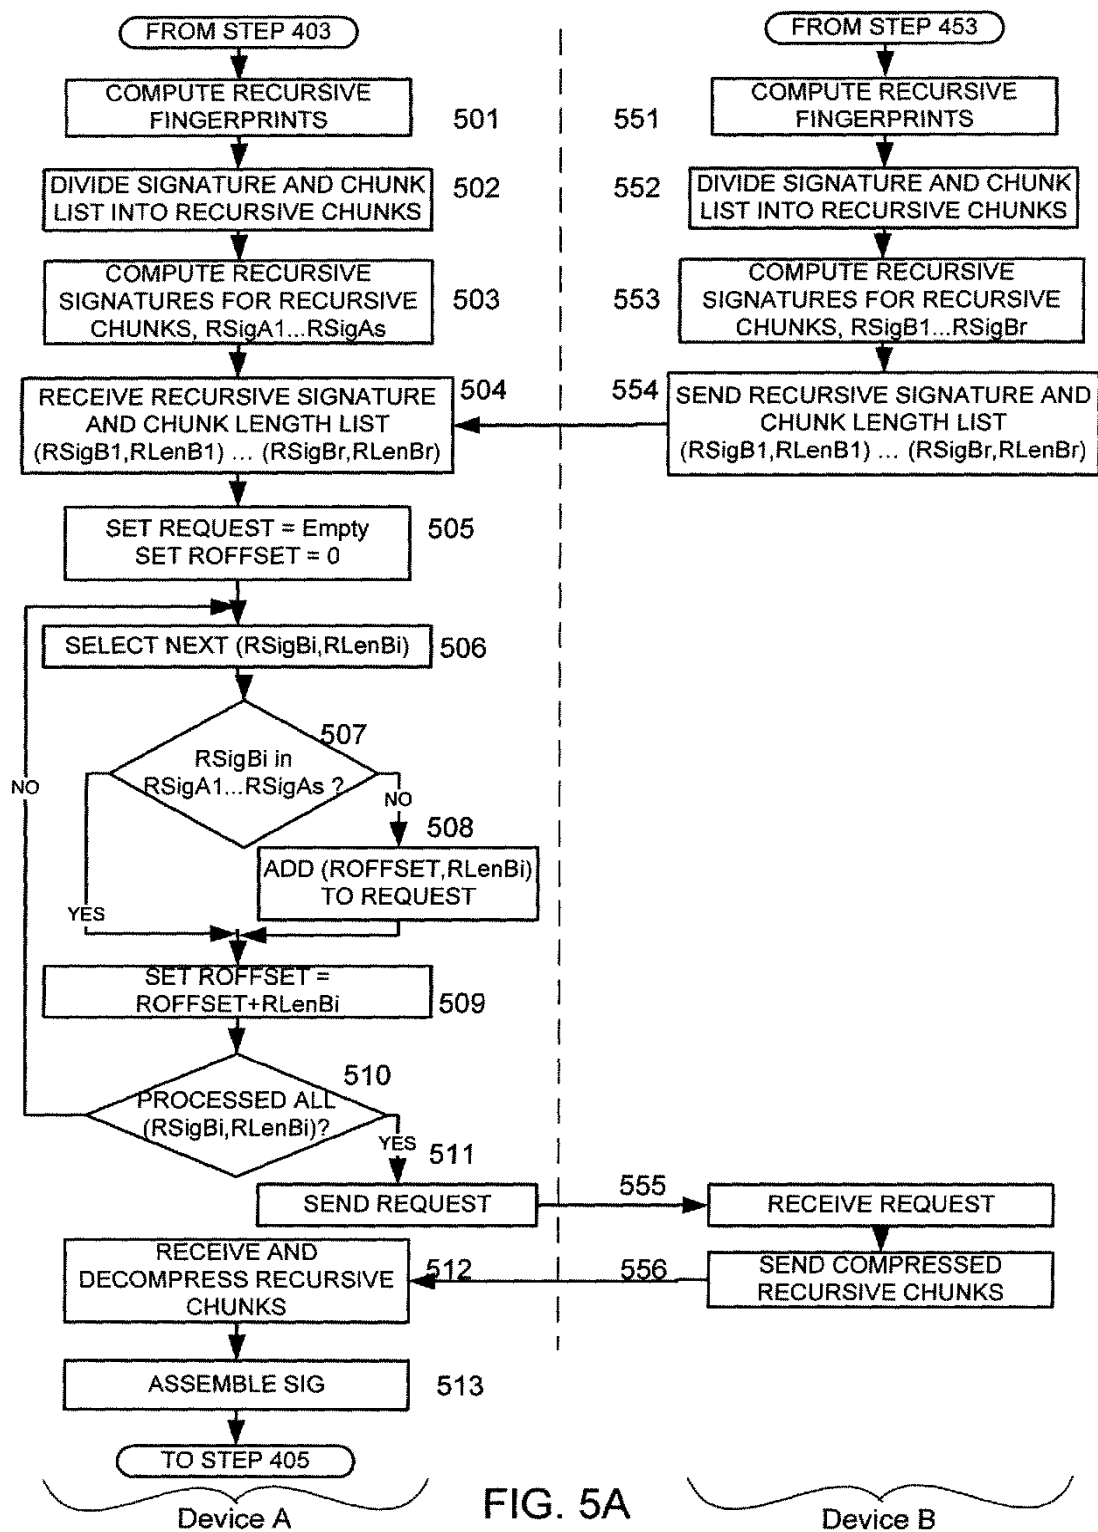 FROM STEP 403
COMPUTE RECURSIVE
FINGERPRINTS
501
DIVIDE SIGNATURE AND CHUNK
LIST INTO RECURSIVE CHUNKS
502
COMPUTE RECURSIVE
SIGNATURES FOR RECURSIVE
CHUNKS, RSigA1...RSigAs
503
RECEIVE RECURSIVE SIGNATURE
AND CHUNK LENGTH LIST
(RSigB1,RLenB1) ... (RSigBr,RLenBr)
504
SET REQUEST = Empty
SET ROFFSET = 0
505
SELECT NEXT (RSigBi,RLenBi)
506
507
RSigBi in
RSigA1...RSigAs ?
NO
NO
508
ADD (ROFFSET,RLenBi)
TO REQUEST
YES
SET ROFFSET =
ROFFSET+RLenBi
509
510
PROCESSED ALL
(RSigBi,RLenBi)?
YES
511
SEND REQUEST
RECEIVE AND
DECOMPRESS RECURSIVE
CHUNKS
512
ASSEMBLE SIG
513
TO STEP 405
Device A
FROM STEP 453
551
COMPUTE RECURSIVE
FINGERPRINTS
552
DIVIDE SIGNATURE AND CHUNK
LIST INTO RECURSIVE CHUNKS
553
COMPUTE RECURSIVE
SIGNATURES FOR RECURSIVE
CHUNKS, RSigB1...RSigBr
554
SEND RECURSIVE SIGNATURE AND
CHUNK LENGTH LIST
(RSigB1,RLenB1) ... (RSigBr,RLenBr)
555
RECEIVE REQUEST
556
SEND COMPRESSED
RECURSIVE CHUNKS
Device B
FIG. 5A